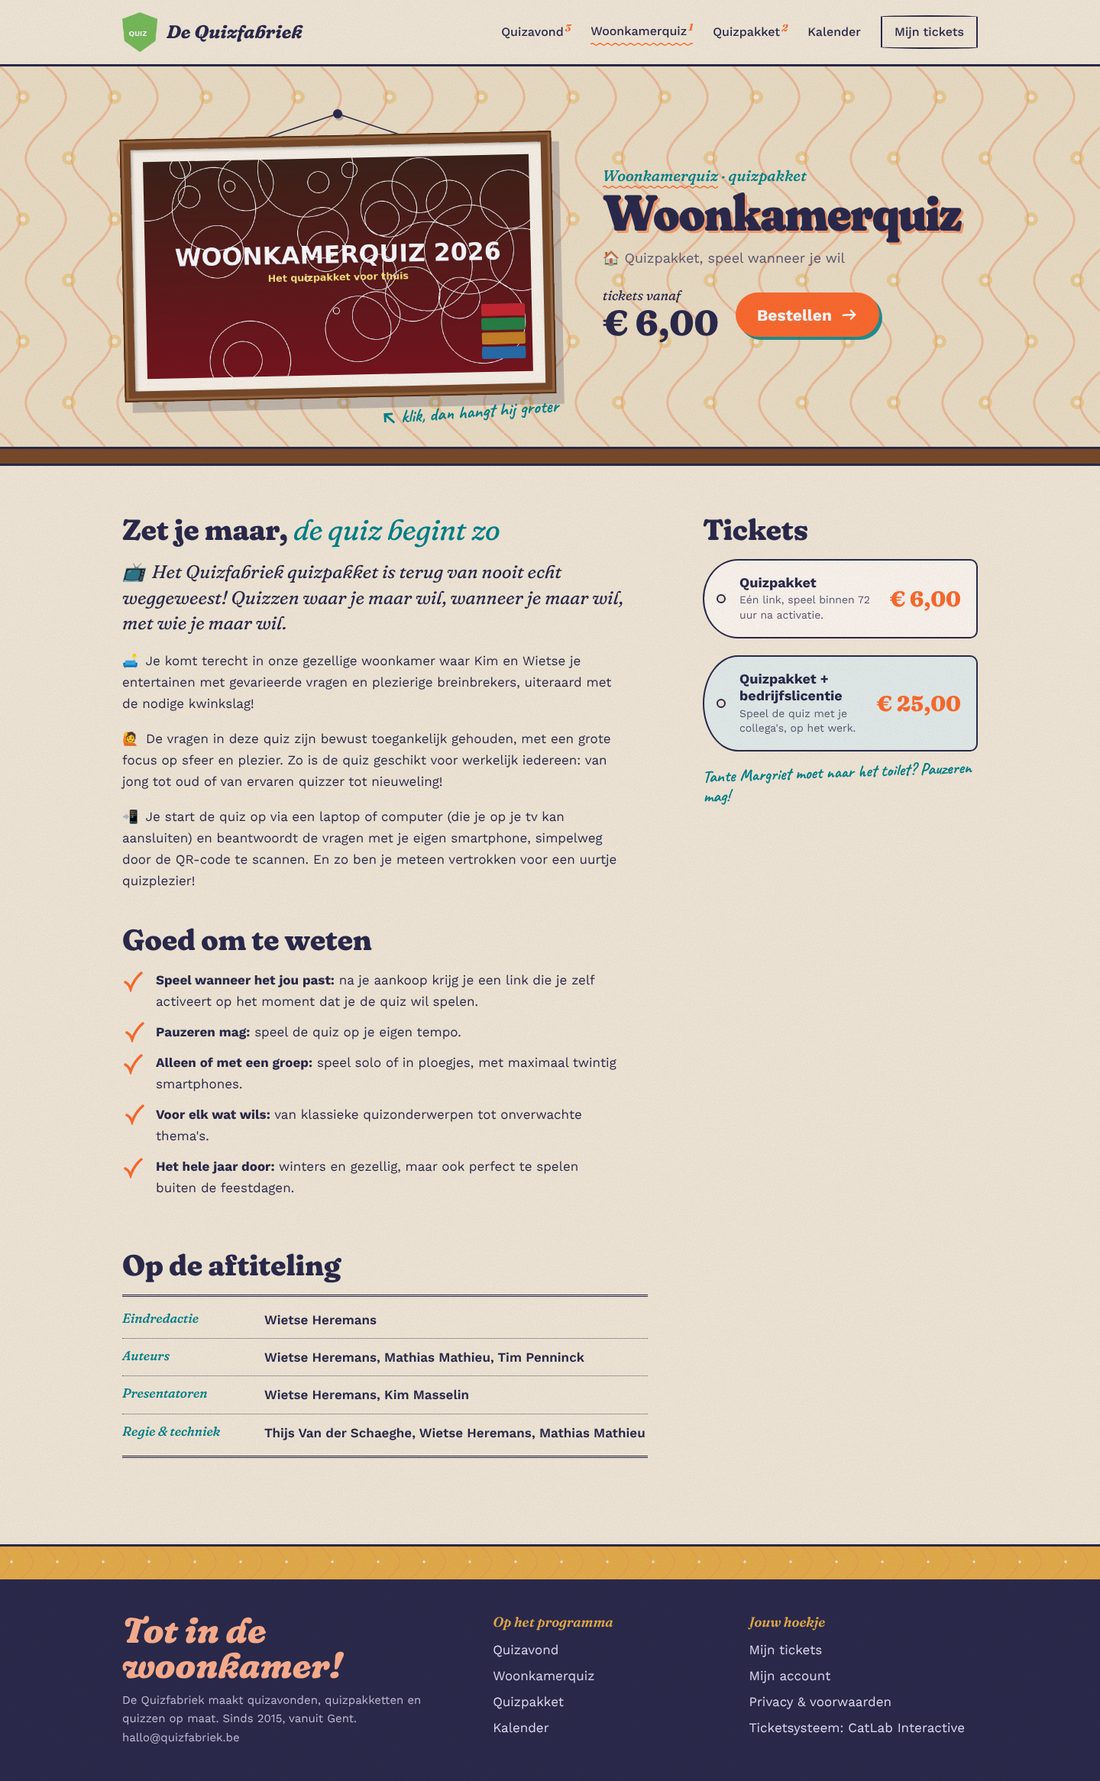 QUIZ
De Quizfabriek
Quizavond 5
Woonkamerquiz 1
Quizpakket 2
Kalender
Mijn tickets
WOONKAMERQUIZ 2026
Het quizpakket voor thuis
klik, dan hangt hij groter
Woonkamerquiz · quizpakket
Woonkamerquiz
Quizpakket, speel wanneer je wil
tickets vanaf
€ 6,00
Bestellen →
Zet je maar, de quiz begint zo
Het Quizfabriek quizpakket is terug van nooit echt
weggeweest! Quizzen waar je maar wil, wanneer je maar wil,
met wie je maar wil.
Je komt terecht in onze gezellige woonkamer waar Kim en Wietse je
entertainen met gevarieerde vragen en plezierige breinbrekers, uiteraard met
de nodige kwinkslag!
De vragen in deze quiz zijn bewust toegankelijk gehouden, met een grote
focus op sfeer en plezier. Zo is de quiz geschikt voor werkelijk iedereen: van
jong tot oud of van ervaren quizzer tot nieuweling!
Je start de quiz op via een laptop of computer (die je op je tv kan
aansluiten) en beantwoordt de vragen met je eigen smartphone, simpelweg
door de QR-code te scannen. En zo ben je meteen vertrokken voor een uurtje
quizplezier!
Goed om te weten
Speel wanneer het jou past: na je aankoop krijg je een link die je zelf
activeert op het moment dat je de quiz wil spelen.
Pauzeren mag: speel de quiz op je eigen tempo.
Alleen of met een groep: speel solo of in ploegjes, met maximaal twintig
smartphones.
Voor elk wat wils: van klassieke quizonderwerpen tot onverwachte
thema's.
Het hele jaar door: winters en gezellig, maar ook perfect te spelen
buiten de feestdagen.
Op de aftiteling
Eindredactie Wietse Heremans
Auteurs Wietse Heremans, Mathias Mathieu, Tim Penninck
Presentatoren Wietse Heremans, Kim Masselin
Regie & techniek Thijs Van der Schaeghe, Wietse Heremans, Mathias Mathieu
Tickets
Quizpakket
Eén link, speel binnen 72
uur na activatie.
€ 6,00
Quizpakket +
bedrijfslicentie
Speel de quiz met je
collega's, op het werk.
€ 25,00
Tante Margriet moet naar het toilet? Pauzeren
mag!
Tot in de
woonkamer!
De Quizfabriek maakt quizavonden, quizpakketten en
quizzen op maat. Sinds 2015, vanuit Gent.
hallo@quizfabriek.be
Op het programma
Quizavond
Woonkamerquiz
Quizpakket
Kalender
Jouw hoekje
Mijn tickets
Mijn account
Privacy & voorwaarden
Ticketsysteem: CatLab Interactive